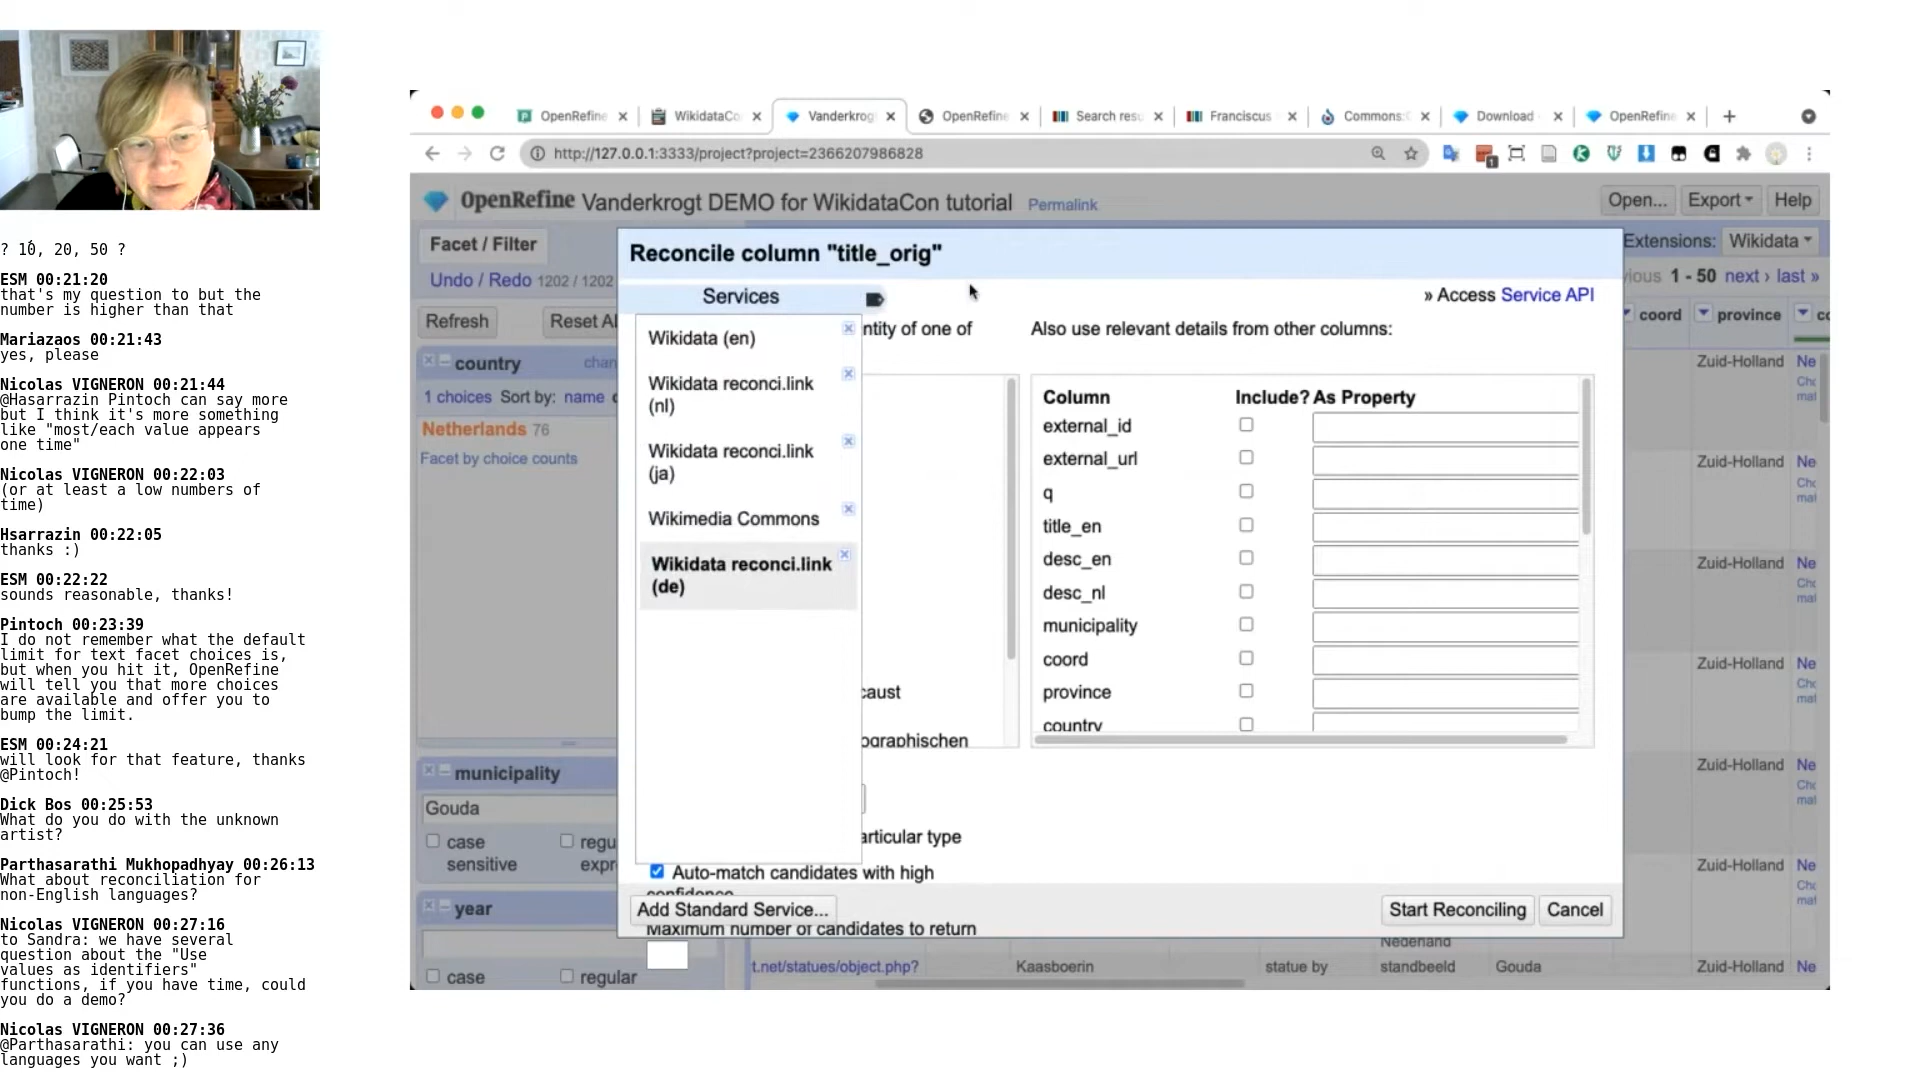 ? 10, 20, 50 ?
ESM 00:21:20
that's my question to but the
number is higher than that
Mariazaos 00:21:43
yes, please
Nicolas VIGNERON 00:21:44
@Hasarrazin Pintoch can say more
but I think it's more something
like "most/each value appears
one time"
Nicolas VIGNERON 00:22:03
(or at least a low numbers of
time)
Hsarrazin 00:22:05
thanks :)
ESM 00:22:22
sounds reasonable, thanks!
Pintoch 00:23:39
I do not remember what the default
limit for text facet choices is,
but when you hit it, OpenRefine
will tell you that more choices
are available and offer you to
bump the limit.
ESM 00:24:21
will look for that feature, thanks
@Pintoch!
Dick Bos 00:25:53
What do you do with the unknown
artist?
Parthasarathi Mukhopadhyay 00:26:13
What about reconciliation for
non-English languages?
Nicolas VIGNERON 00:27:16
to Sandra: we have several
question about the "Use
values as identifiers"
functions, if you have time, could
you do a demo?
Nicolas VIGNERON 00:27:36
@Parthasarathi: you can use any
languages you want ;)
OpenRefine WikidataCo Vanderkrog OpenRefine Search resu Franciscus Commons: Download OpenRefine
http://127.0.0.1:3333/project?project=2366207986828
OpenRefine Vanderkrogt DEMO for WikidataCon tutorial Permalink
Open... Export Help
Facet / Filter
Undo / Redo 1202 / 1202
Refresh Reset Al
country chan
1 choices Sort by: name c
Netherlands 76
Facet by choice counts
municipality
Gouda
case sensitive regu expre
year
case regular
Extensions: Wikidata
vious 1 - 50 next › last »
coord province co
Reconcile column "title_orig"
Services
» Access Service API
Wikidata (en)
Wikidata reconci.link
(nl)
Wikidata reconci.link
(ja)
Wikimedia Commons
Wikidata reconci.link
(de)
ntity of one of
caust
ographischen
articular type
Auto-match candidates with high
confidence
Maximum number of candidates to return
Also use relevant details from other columns:
Column Include? As Property
external_id
external_url
q
title_en
desc_en
desc_nl
municipality
coord
province
country
Add Standard Service...
Start Reconciling Cancel
Zuid-Holland Ne
Zuid-Holland Ne
Zuid-Holland Ne
Zuid-Holland Ne
Zuid-Holland Ne
Zuid-Holland Ne
Nederland
t.net/statues/object.php? Kaasboerin statue by standbeeld Gouda Zuid-Holland Ne